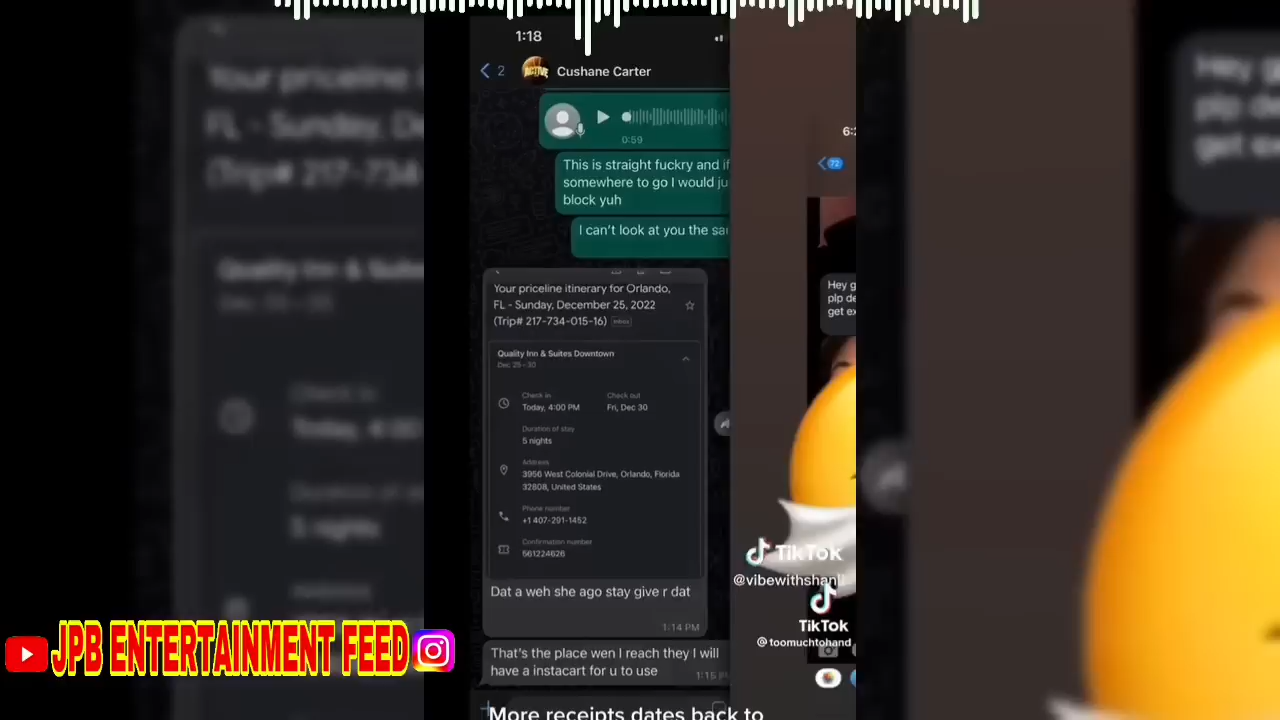 1:18
2
Cushane Carter
0:59
This is straight fuckry and if
somewhere to go I would ju
block yuh
I can't look at you the sa
Your priceline itinerary for Orlando,
FL - Sunday, December 25, 2022
(Trip# 217-734-015-16) Inbox
Quality Inn & Suites Downtown
Dec 25–30
Check in
Check out
Today, 4:00 PM
Fri, Dec 30
Duration of stay
5 nights
Address
3956 West Colonial Drive, Orlando, Florida
32808, United States
Phone number
+1 407-291-1452
Confirmation number
561224626
Dat a weh she ago stay give r dat
1:14 PM
That's the place wen I reach they I will
have a instacart for u to use
1:15 P
More receipts dates back to
6:
72
Hey g
plp de
get ex
TikTok
@vibewithshanli
TikTok
@toomuchtohand
Your priceline i
FL - Sunday, De
(Trip# 217-734
Quality Inn & Suite
Dec 25–30
Check in
Today, 4:00
Duration of
5 nights
Hey g
plp de
get ex
JPB ENTERTAINMENT FEED